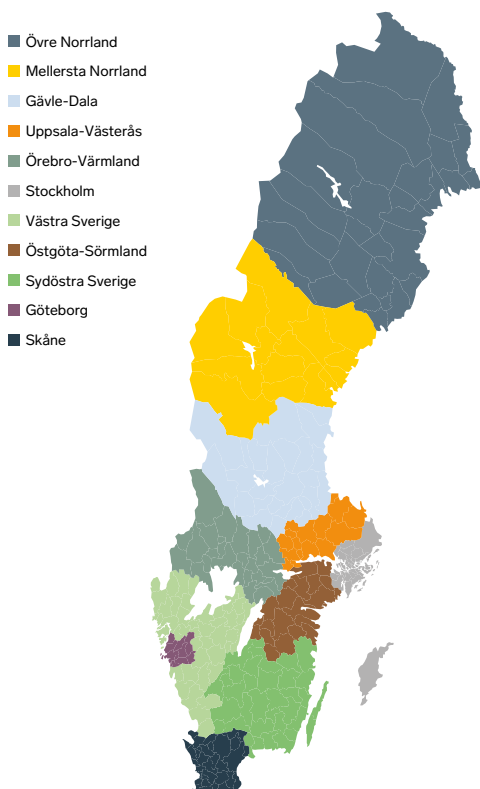 Övre Norrland
Mellersta Norrland
Gävle-Dala
Uppsala-Västerås
Örebro-Värmland
Stockholm
Västra Sverige
Östgöta-Sörmland
Sydöstra Sverige
Göteborg
Skåne